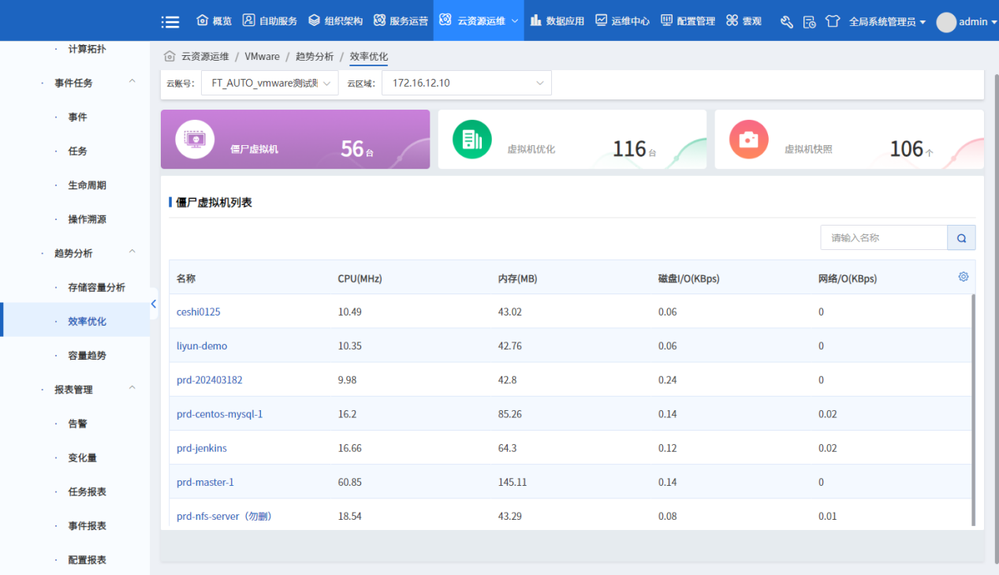 概览 自助服务 组织架构 服务运营 云资源运维 数据应用 运维中心 配置管理 云观 全局系统管理员 admin
计算拓扑
事件任务
事件
任务
生命周期
操作溯源
趋势分析
存储容量分析
效率优化
容量趋势
报表管理
告警
变化量
任务报表
事件报表
配置报表
云资源运维 / VMware / 趋势分析 / 效率优化
云账号: FT_AUTO_vmware测试账 云区域: 172.16.12.10
僵尸虚拟机 56 台
虚拟机优化 116 台
虚拟机快照 106 个
僵尸虚拟机列表
请输入名称
名称 CPU(MHz) 内存(MB) 磁盘I/O(KBps) 网络/O(KBps)
ceshi0125 10.49 43.02 0.06 0
liyun-demo 10.35 42.76 0.06 0
prd-202403182 9.98 42.8 0.24 0
prd-centos-mysql-1 16.2 85.26 0.14 0.02
prd-jenkins 16.66 64.3 0.12 0.02
prd-master-1 60.85 145.11 0.14 0
prd-nfs-server（勿删） 18.54 43.29 0.08 0.01